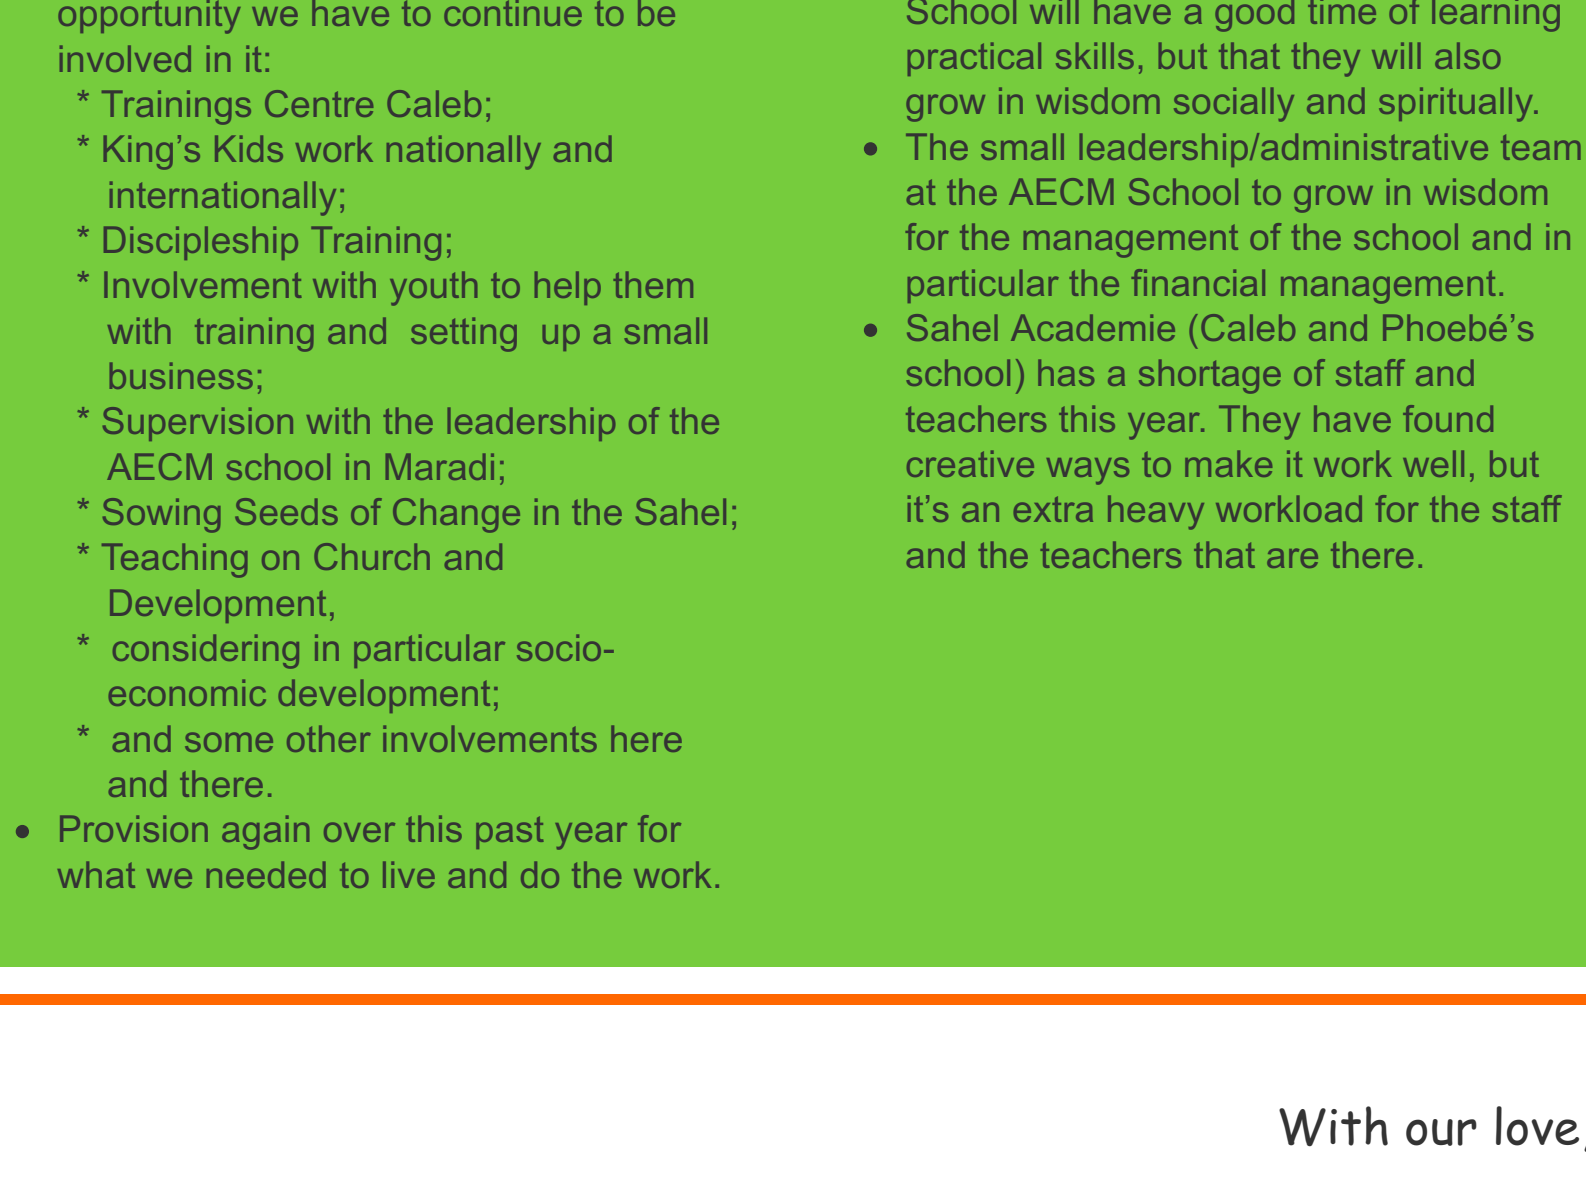 opportunity we have to continue to be
involved in it:
* Trainings Centre Caleb;
* King’s Kids work nationally and
internationally;
* Discipleship Training;
* Involvement with youth to help them
with training and setting up a small
business;
* Supervision with the leadership of the
AECM school in Maradi;
* Sowing Seeds of Change in the Sahel;
* Teaching on Church and
Development,
* considering in particular socio-
economic development;
* and some other involvements here
and there.
• Provision again over this past year for
what we needed to live and do the work.
School will have a good time of learning
practical skills, but that they will also
grow in wisdom socially and spiritually.
• The small leadership/administrative team
at the AECM School to grow in wisdom
for the management of the school and in
particular the financial management.
• Sahel Academie (Caleb and Phoebé’s
school) has a shortage of staff and
teachers this year. They have found
creative ways to make it work well, but
it’s an extra heavy workload for the staff
and the teachers that are there.
With our love,